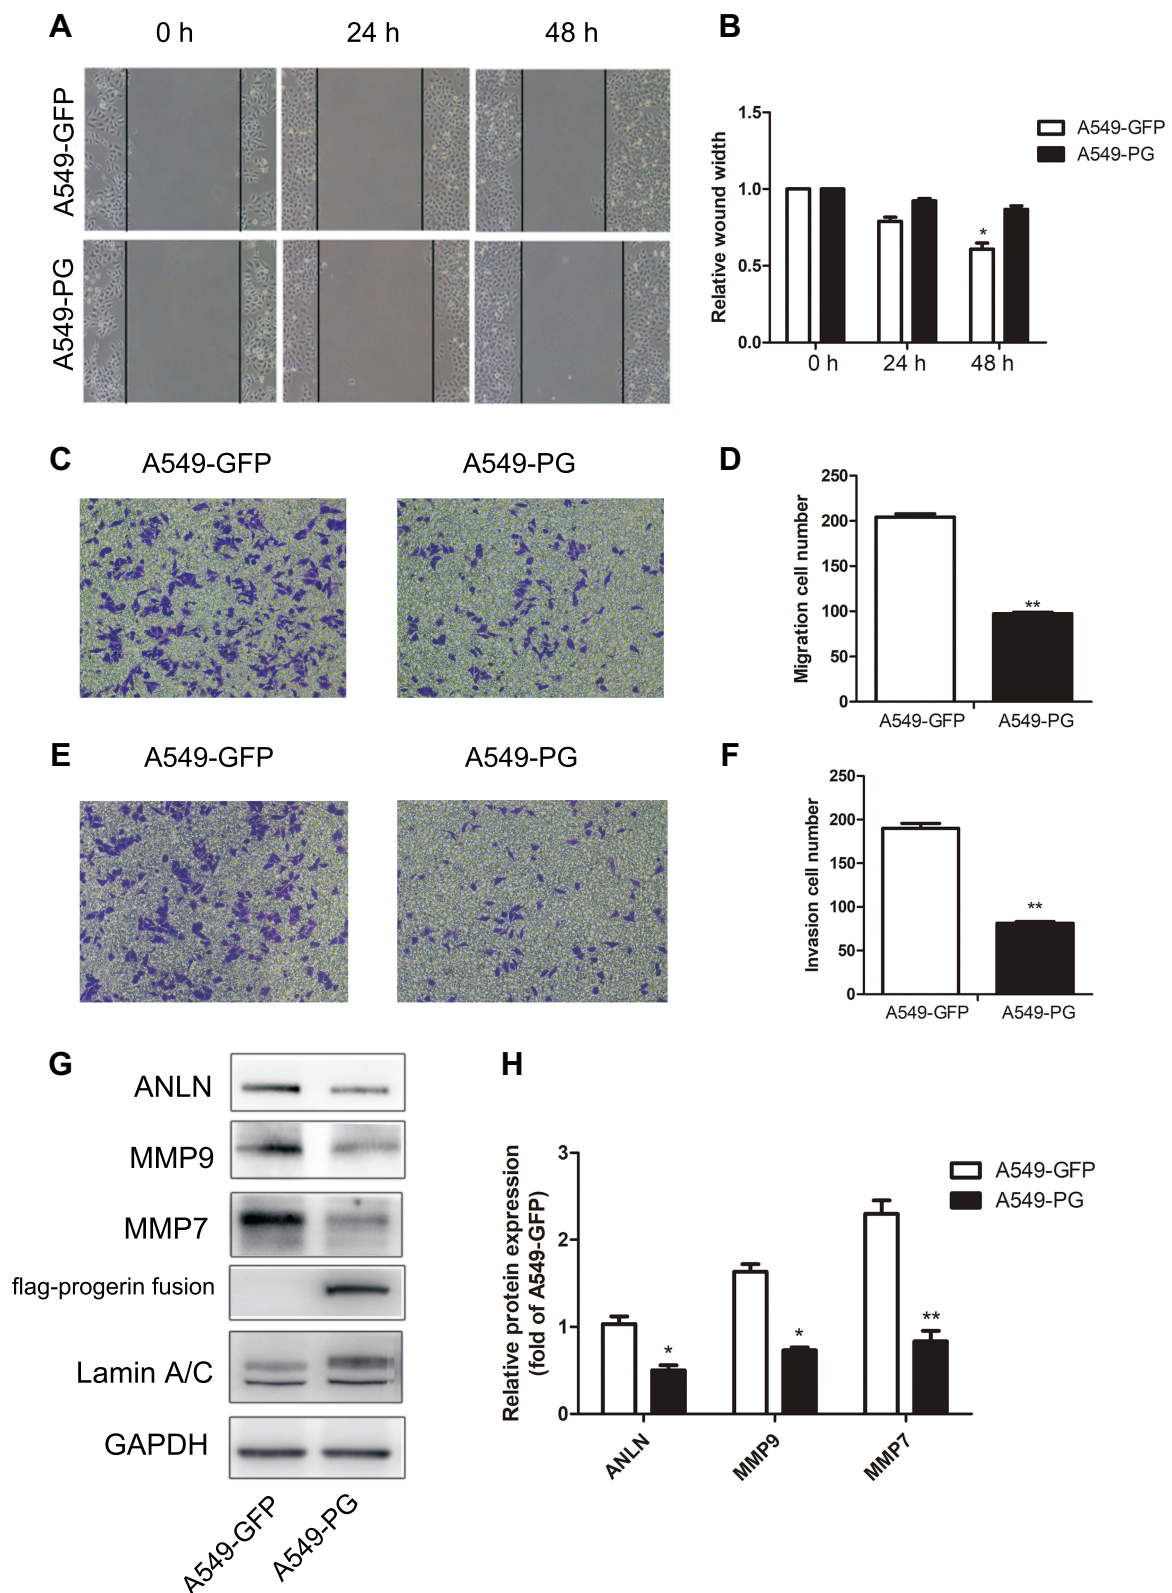 A
0 h
24 h
48 h
A549-GFP
A549-PG
B
Relative wound width
1.5
1.0
0.5
0.0
*
0 h
24 h
48 h
A549-GFP
A549-PG
C
A549-GFP
A549-PG
D
Migration cell number
250
200
150
100
50
0
**
A549-GFP
A549-PG
E
A549-GFP
A549-PG
F
Invasion cell number
250
200
150
100
50
0
**
A549-GFP
A549-PG
G
ANLN
MMP9
MMP7
flag-progerin fusion
Lamin A/C
GAPDH
A549-GFP
A549-PG
H
Relative protein expression
(fold of A549-GFP)
3
2
1
0
*
*
**
ANLN
MMP9
MMP7
A549-GFP
A549-PG